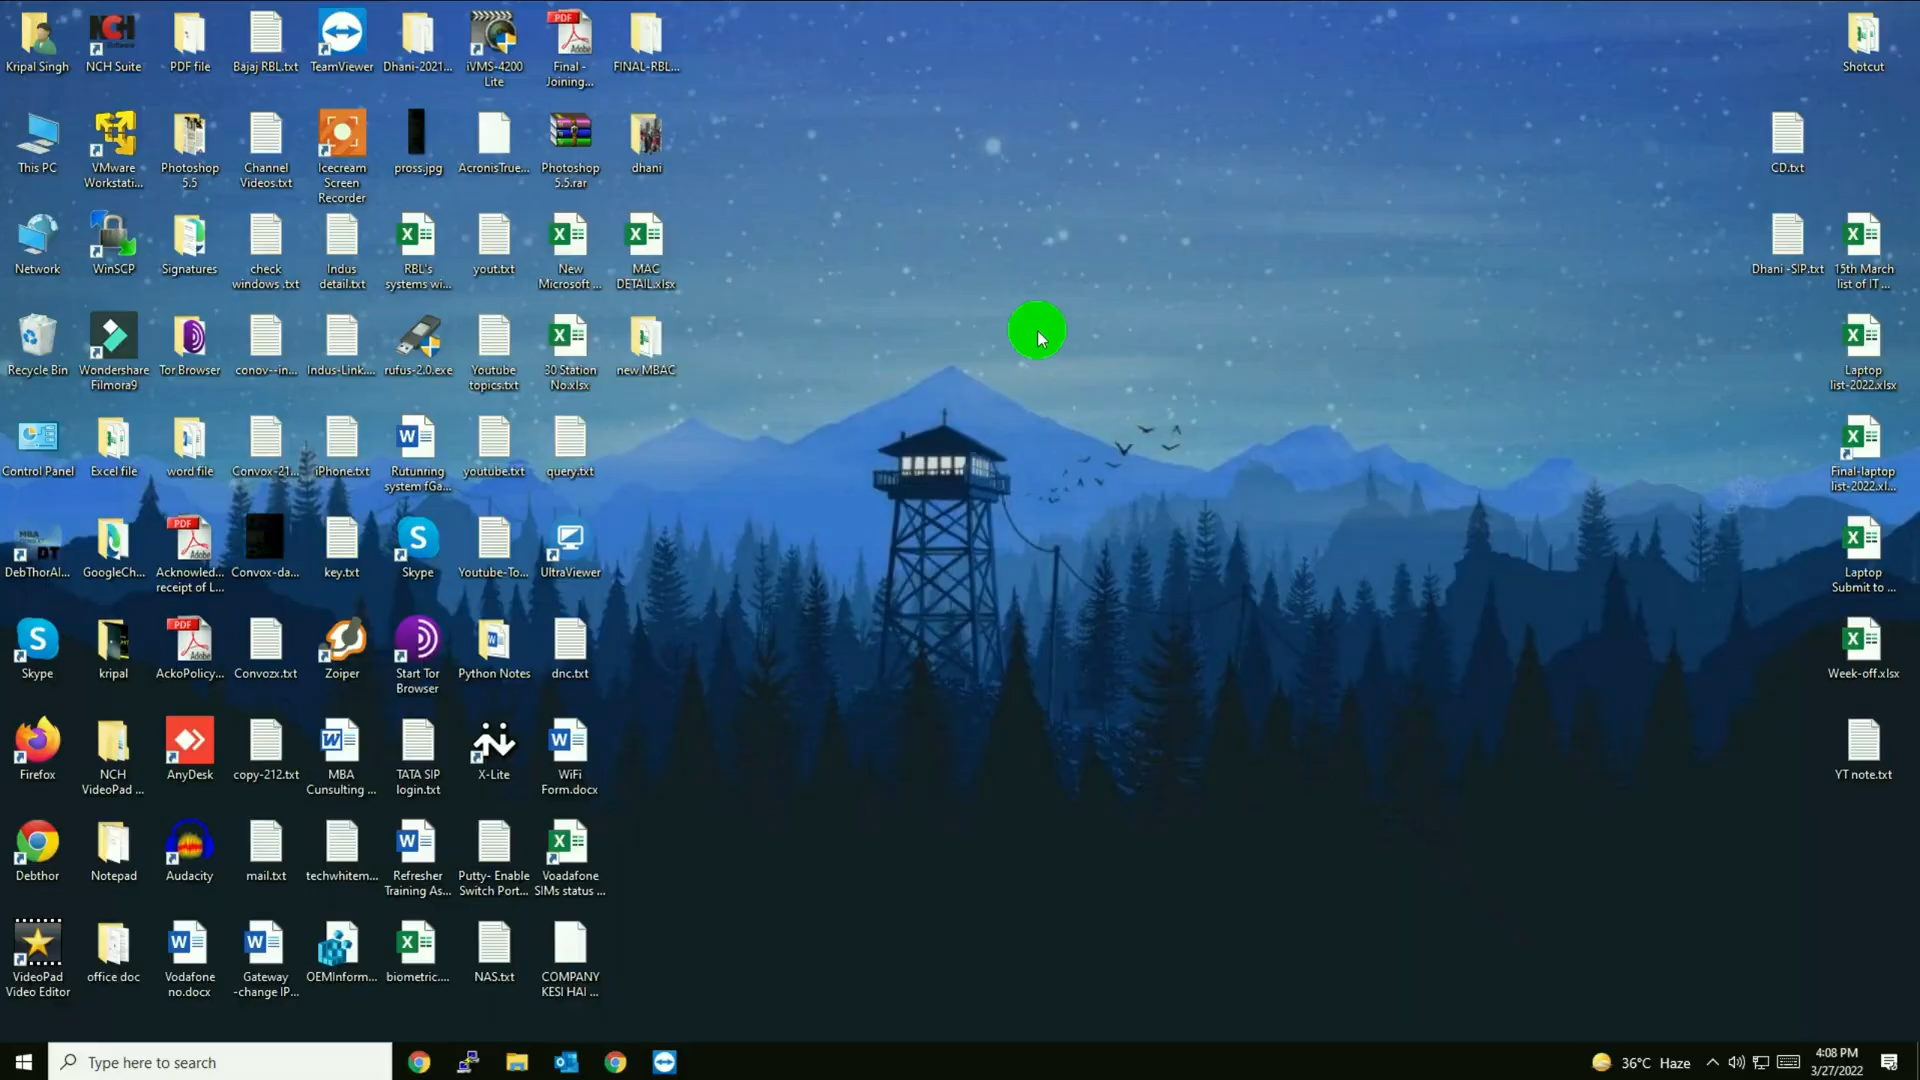 Kripal Singh
NCH Suite
PDF file
Bajaj RBL.txt
TeamViewer
Dhani-2021...
iVMS-4200
Lite
Final -
Joining...
FINAL-RBL...
Shotcut
This PC
VMware
Workstati...
Photoshop
5.5
Channel
Videos.txt
Icecream
Screen
Recorder
pross.jpg
AcronisTrue...
Photoshop
5.5.rar
dhani
CD.txt
Network
WinSCP
Signatures
check
windows .txt
Indus
detail.txt
RBL's
systems wi...
yout.txt
New
Microsoft ...
MAC
DETAIL.xlsx
Dhani -SIP.txt
15th March
list of IT ...
Recycle Bin
Wondershare
Filmora9
Tor Browser
conov--in...
Indus-Link....
rufus-2.0.exe
Youtube
topics.txt
30 Station
No.xlsx
new MBAC
Laptop
list-2022.xlsx
Control Panel
Excel file
word file
Convox-21...
iPhone.txt
Rutunring
system fGa...
youtube.txt
query.txt
Final-laptop
list-2022.xl...
DebThorAl...
GoogleCh...
Acknowled...
receipt of L...
Convox-da...
key.txt
Skype
Youtube-To...
UltraViewer
Laptop
Submit to ...
Skype
kripal
AckoPolicy...
Convozx.txt
Zoiper
Start Tor
Browser
Python Notes
dnc.txt
Week-off.xlsx
Firefox
NCH
VideoPad ...
AnyDesk
copy-212.txt
MBA
Cunsulting ...
TATA SIP
login.txt
X-Lite
WiFi
Form.docx
YT note.txt
Debthor
Notepad
Audacity
mail.txt
techwhitem...
Refresher
Training As...
Putty- Enable
Switch Port...
Voadafone
SIMs status ...
VideoPad
Video Editor
office doc
Vodafone
no.docx
Gateway
-change IP...
OEMInform...
biometric....
NAS.txt
COMPANY
KESI HAI ...
Type here to search
36°C Haze
4:08 PM
3/27/2022